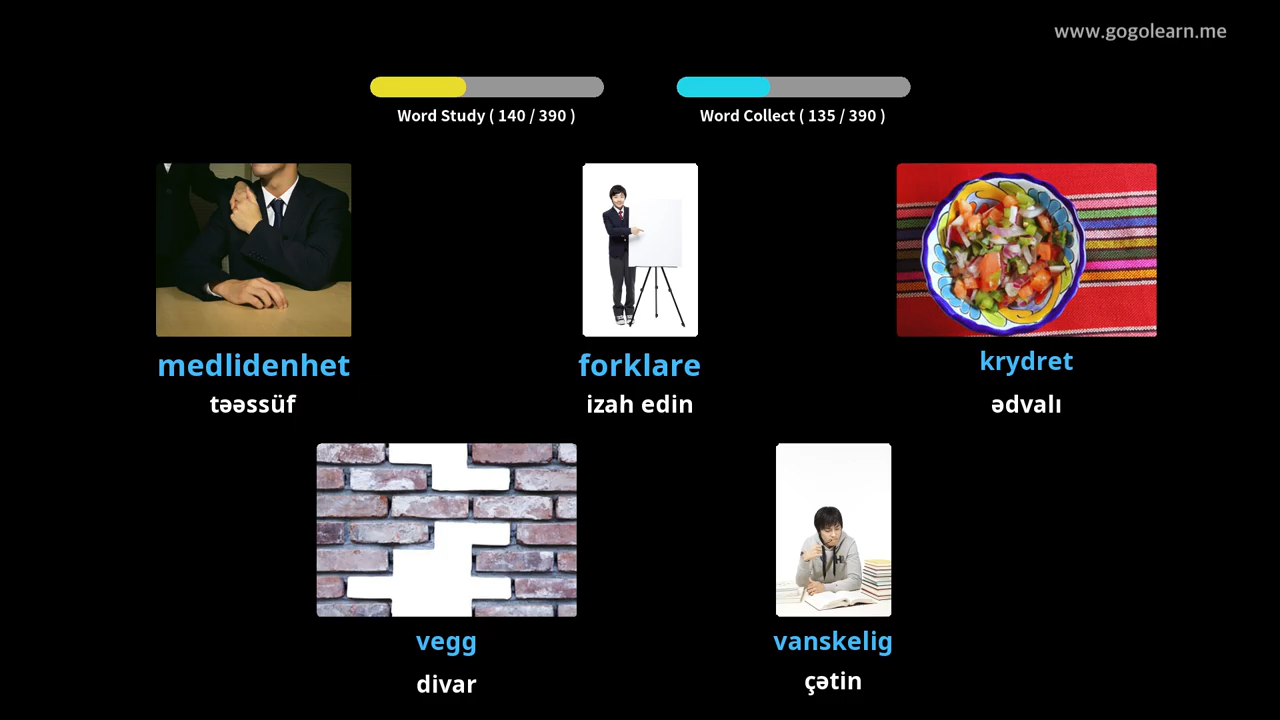 www.gogolearn.me
Word Study ( 140 / 390 )
Word Collect ( 135 / 390 )
medlidenhet
təəssüf
forklare
izah edin
krydret
ədvalı
vegg
divar
vanskelig
çətin